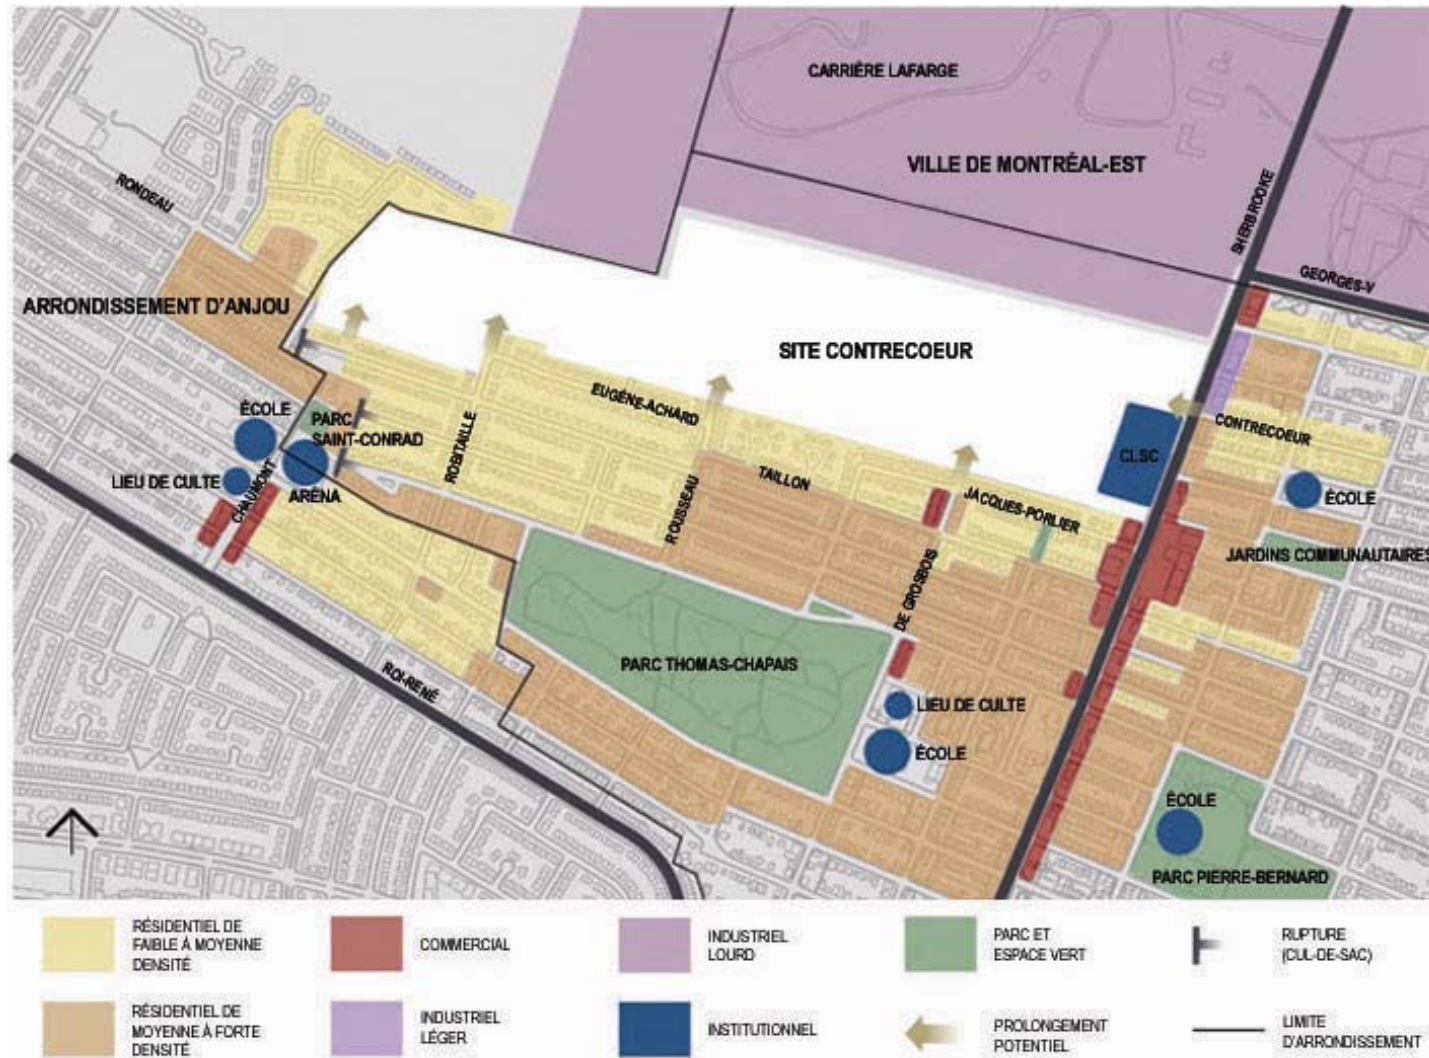 CARRIÈRE LAFARGE
VILLE DE MONTRÉAL-EST
RONDEAU
SHERBROOKE
GEORGES-V
ARRONDISSEMENT D'ANJOU
SITE CONTRECOEUR
EUGÈNE-ACHARD
ÉCOLE
PARC
SAINT-CONRAD
ROBITAILLE
CONTRECOEUR
LIEU DE CULTE
CHAUMONT
ARÉNA
ROUSSEAU
TAILLON
CLSC
JACQUES-PORLIER
ÉCOLE
JARDINS COMMUNAUTAIRES
DE GROSBOIS
PARC THOMAS-CHAPAIS
ROI-RENÉ
LIEU DE CULTE
ÉCOLE
ÉCOLE
PARC PIERRE-BERNARD
RÉSIDENTIEL DE
FAIBLE À MOYENNE
DENSITÉ
COMMERCIAL
INDUSTRIEL
LOURD
PARC ET
ESPACE VERT
RUPTURE
(CUL-DE-SAC)
RÉSIDENTIEL DE
MOYENNE À FORTE
DENSITÉ
INDUSTRIEL
LÉGER
INSTITUTIONNEL
PROLONGEMENT
POTENTIEL
LIMITE
D'ARRONDISSEMENT